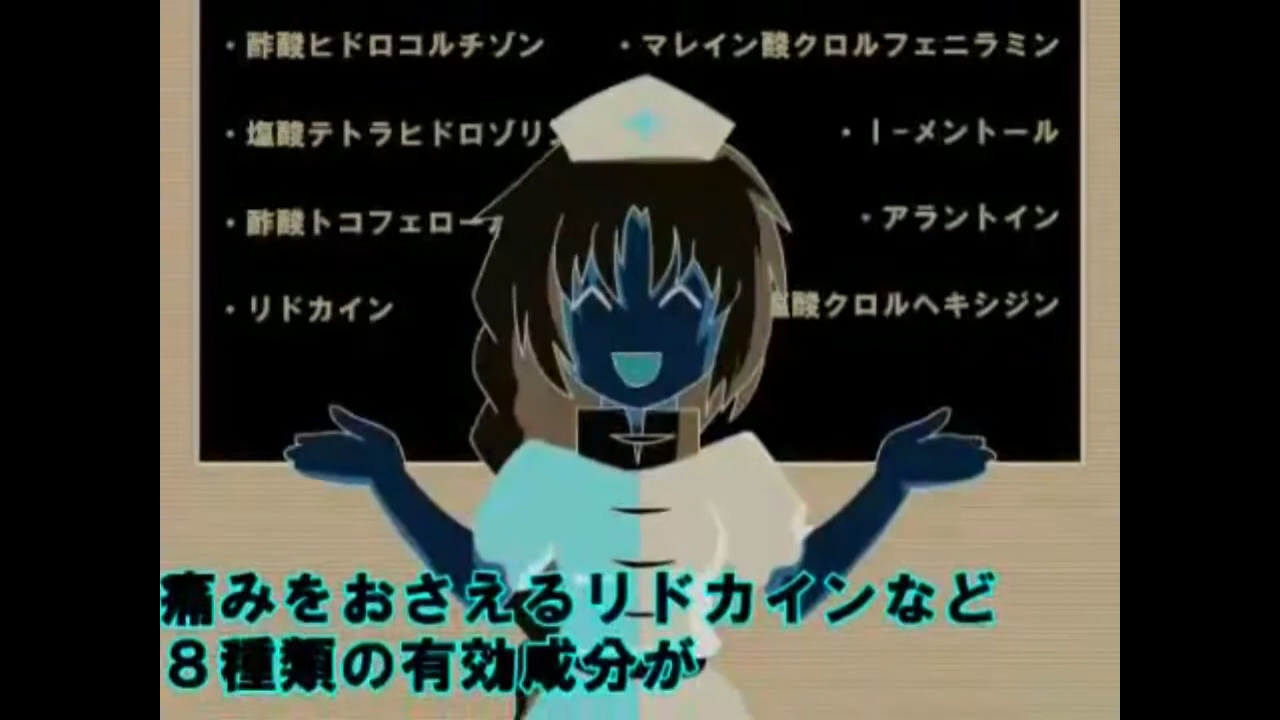 ・酢酸ヒドロコルチゾン
・マレイン酸クロルフェニラミン
・塩酸テトラヒドロゾリン
・l－メントール
・酢酸トコフェロー
・アラントイン
・リドカイン
塩酸クロルヘキシジン
痛みをおさえるリドカインなど
８種類の有効成分が